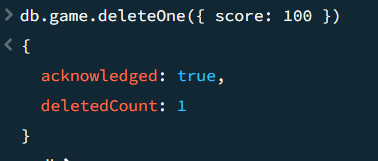 > db.game.deleteOne({ score: 100 })
< {
acknowledged: true,
deletedCount: 1
}